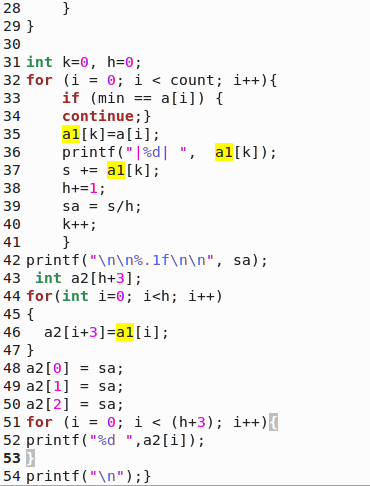 28     }
29 }
30
31 int k=0, h=0;
32 for (i = 0; i < count; i++){
33     if (min == a[i]) {
34     continue;}
35     a1[k]=a[i];
36     printf("|%d| ",  a1[k]);
37     s += a1[k];
38     h+=1;
39     sa = s/h;
40     k++;
41     }
42 printf("\n\n%.1f\n\n", sa);
43  int a2[h+3];
44 for(int i=0; i<h; i++)
45 {
46   a2[i+3]=a1[i];
47 }
48 a2[0] = sa;
49 a2[1] = sa;
50 a2[2] = sa;
51 for (i = 0; i < (h+3); i++){
52 printf("%d ",a2[i]);
53 }
54 printf("\n");}